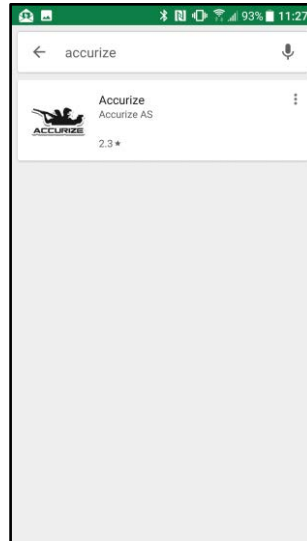 93% 11:27
accurize
Accurize
Accurize AS
ACCURIZE
2.3★